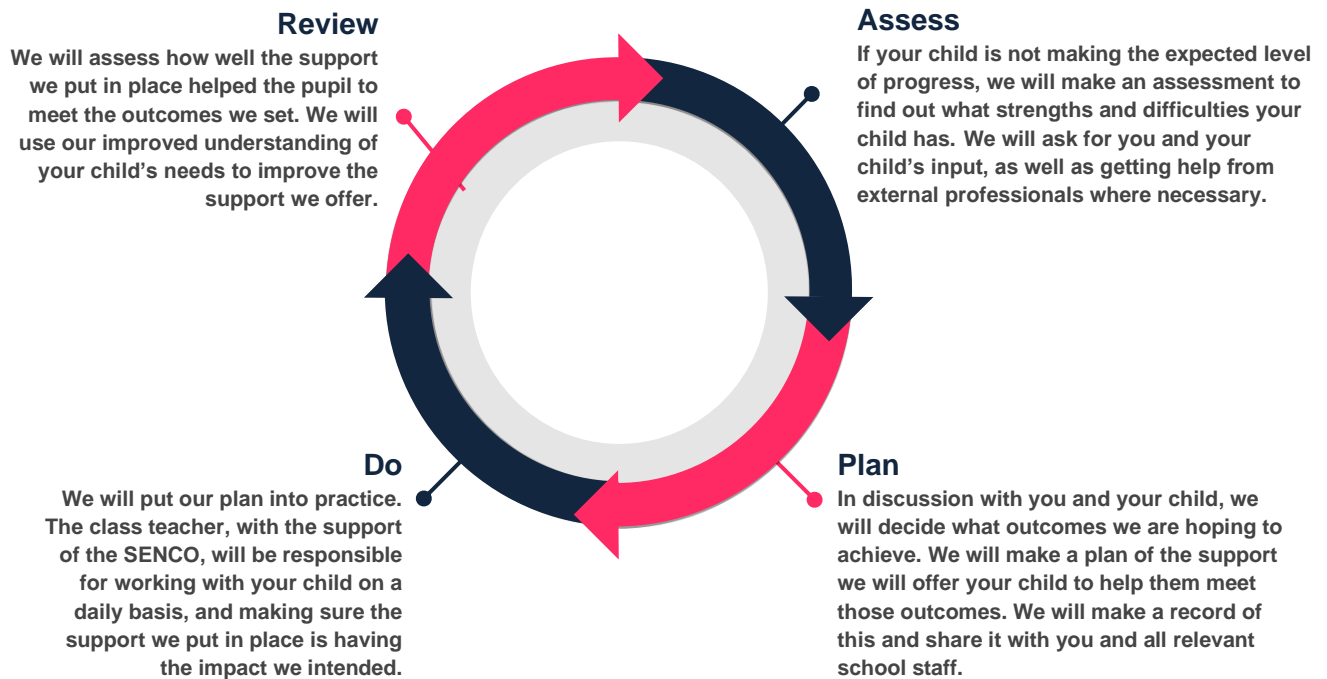 Review
We will assess how well the support
we put in place helped the pupil to
meet the outcomes we set. We will
use our improved understanding of
your child’s needs to improve the
support we offer.
Assess
If your child is not making the expected level
of progress, we will make an assessment to
find out what strengths and difficulties your
child has. We will ask for you and your
child’s input, as well as getting help from
external professionals where necessary.
Do
We will put our plan into practice.
The class teacher, with the support
of the SENCO, will be responsible
for working with your child on a
daily basis, and making sure the
support we put in place is having
the impact we intended.
Plan
In discussion with you and your child, we
will decide what outcomes we are hoping to
achieve. We will make a plan of the support
we will offer your child to help them meet
those outcomes. We will make a record of
this and share it with you and all relevant
school staff.